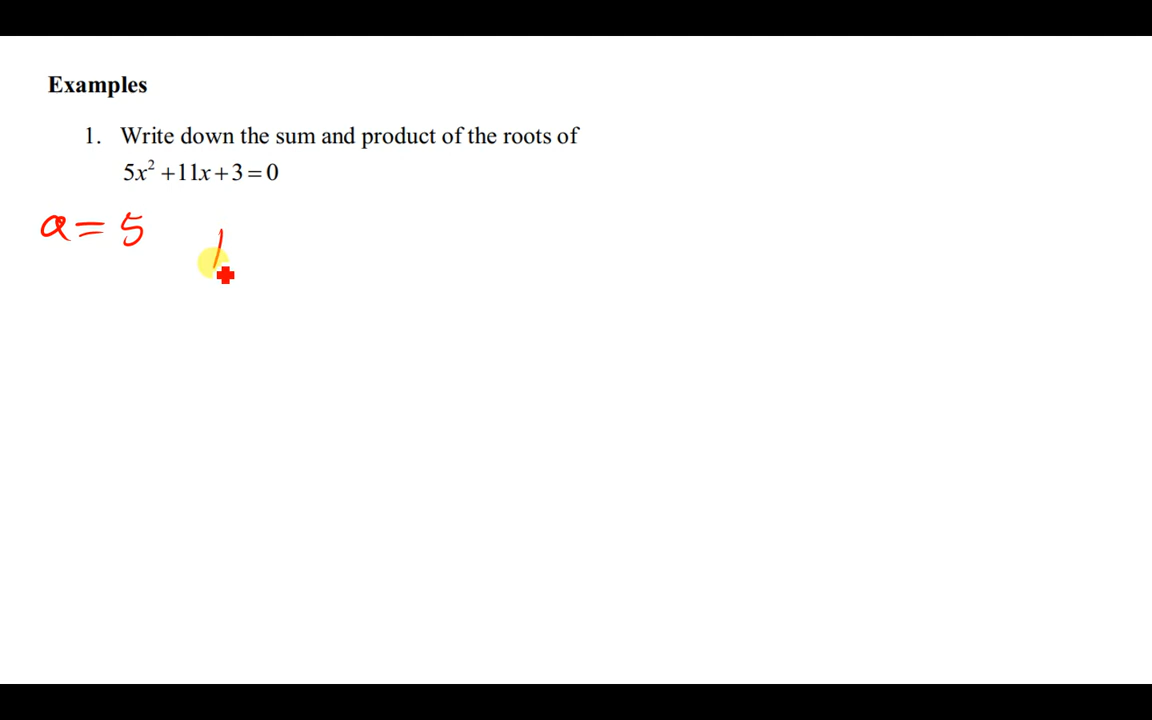 Examples
1. Write down the sum and product of the roots of
5x² +11x+3=0
a = 5